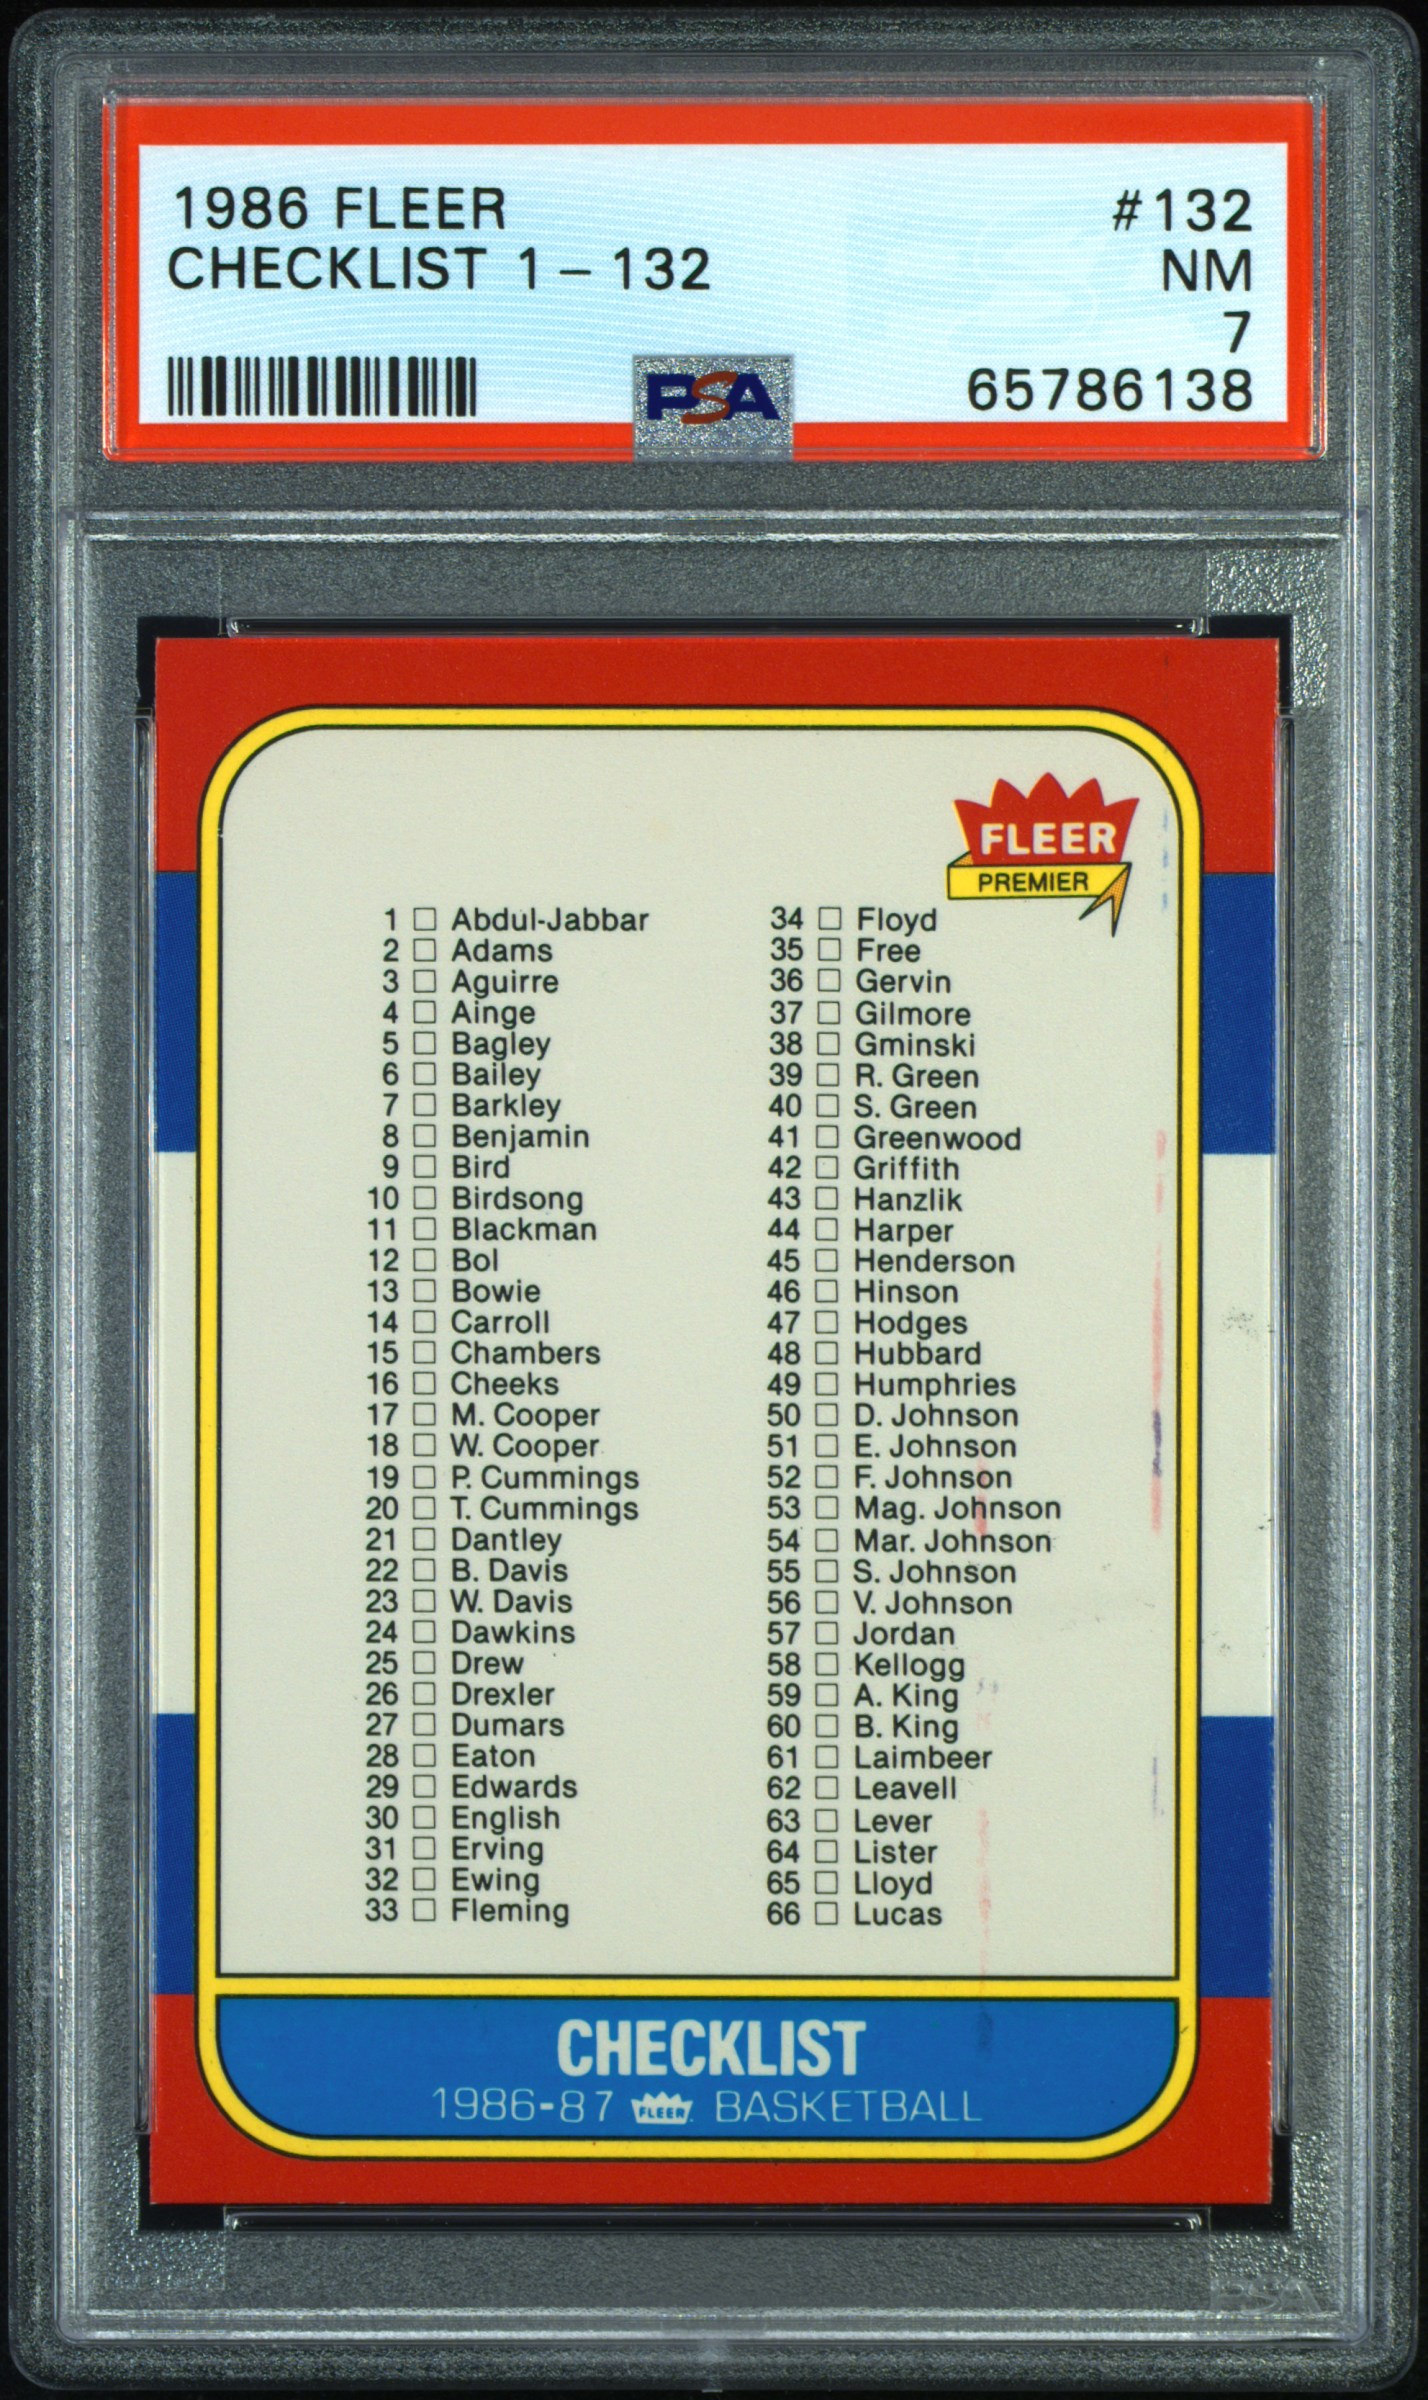 1986 FLEER #132
CHECKLIST 1 - 132 NM
7
PSA 65786138
FLEER
PREMIER
1 □ Abdul-Jabbar
2 □ Adams
3 □ Aguirre
4 □ Ainge
5 □ Bagley
6 □ Bailey
7 □ Barkley
8 □ Benjamin
9 □ Bird
10 □ Birdsong
11 □ Blackman
12 □ Bol
13 □ Bowie
14 □ Carroll
15 □ Chambers
16 □ Cheeks
17 □ M. Cooper
18 □ W. Cooper
19 □ P. Cummings
20 □ T. Cummings
21 □ Dantley
22 □ B. Davis
23 □ W. Davis
24 □ Dawkins
25 □ Drew
26 □ Drexler
27 □ Dumars
28 □ Eaton
29 □ Edwards
30 □ English
31 □ Erving
32 □ Ewing
33 □ Fleming
34 □ Floyd
35 □ Free
36 □ Gervin
37 □ Gilmore
38 □ Gminski
39 □ R. Green
40 □ S. Green
41 □ Greenwood
42 □ Griffith
43 □ Hanzlik
44 □ Harper
45 □ Henderson
46 □ Hinson
47 □ Hodges
48 □ Hubbard
49 □ Humphries
50 □ D. Johnson
51 □ E. Johnson
52 □ F. Johnson
53 □ Mag. Johnson
54 □ Mar. Johnson
55 □ S. Johnson
56 □ V. Johnson
57 □ Jordan
58 □ Kellogg
59 □ A. King
60 □ B. King
61 □ Laimbeer
62 □ Leavell
63 □ Lever
64 □ Lister
65 □ Lloyd
66 □ Lucas
CHECKLIST
1986-87 FLEER BASKETBALL
PSA